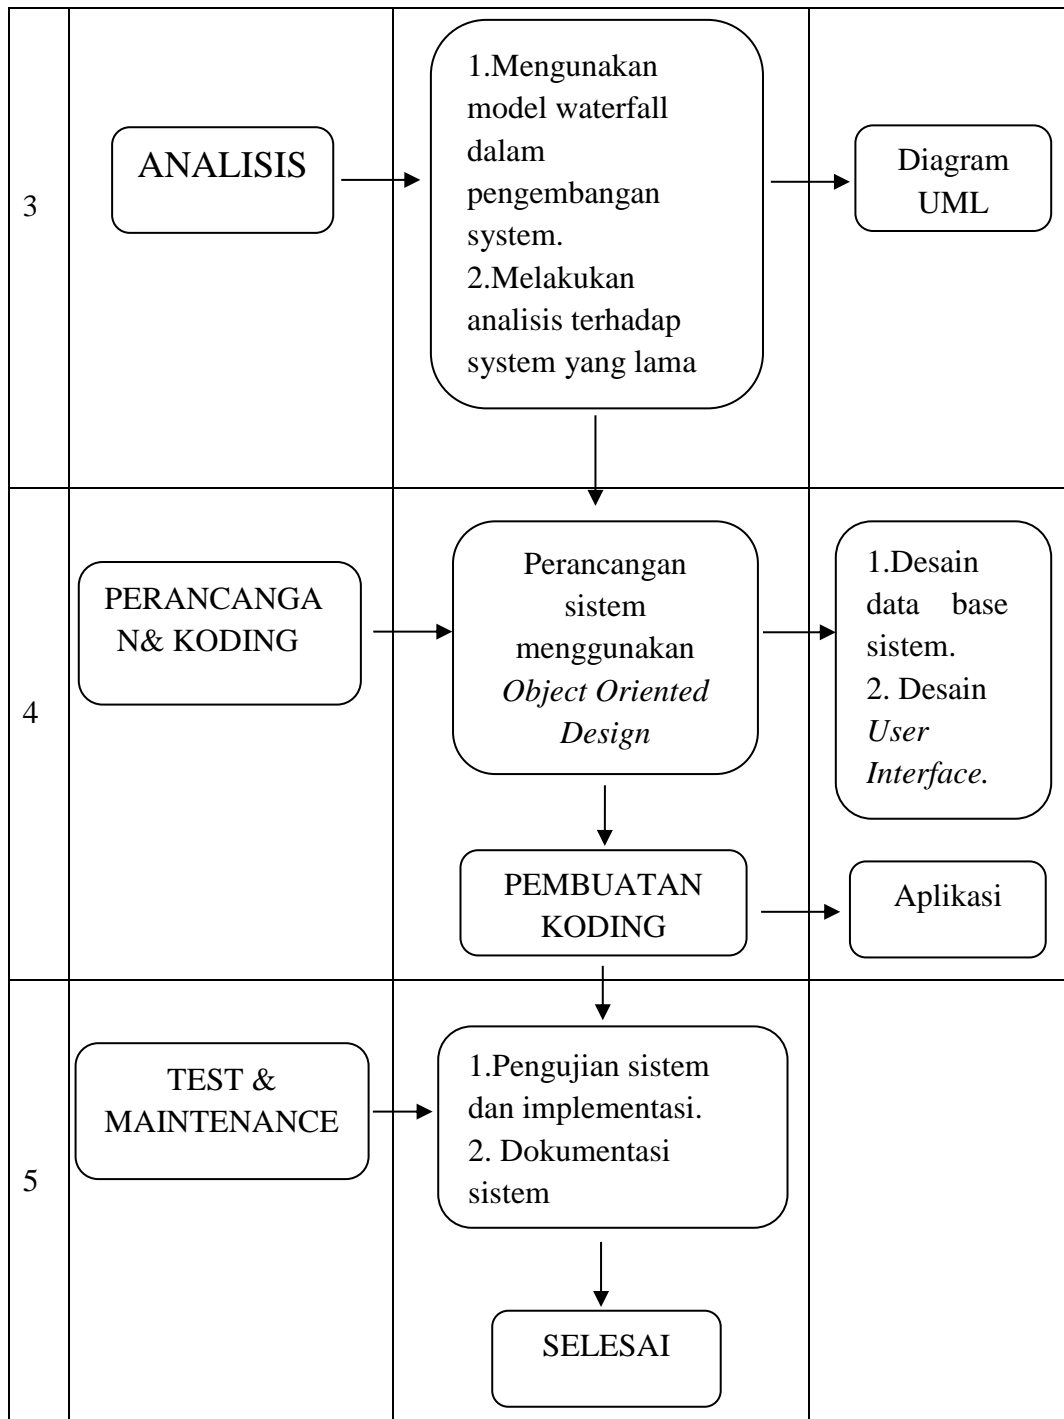 3
ANALISIS
1.Mengunakan
model waterfall
dalam
pengembangan
system.
2.Melakukan
analisis terhadap
system yang lama
Diagram
UML
4
PERANCANGA
N& KODING
Perancangan
sistem
menggunakan
Object Oriented
Design
1.Desain
data base
sistem.
2. Desain
User
Interface.
PEMBUATAN
KODING
Aplikasi
5
TEST &
MAINTENANCE
1.Pengujian sistem
dan implementasi.
2. Dokumentasi
sistem
SELESAI